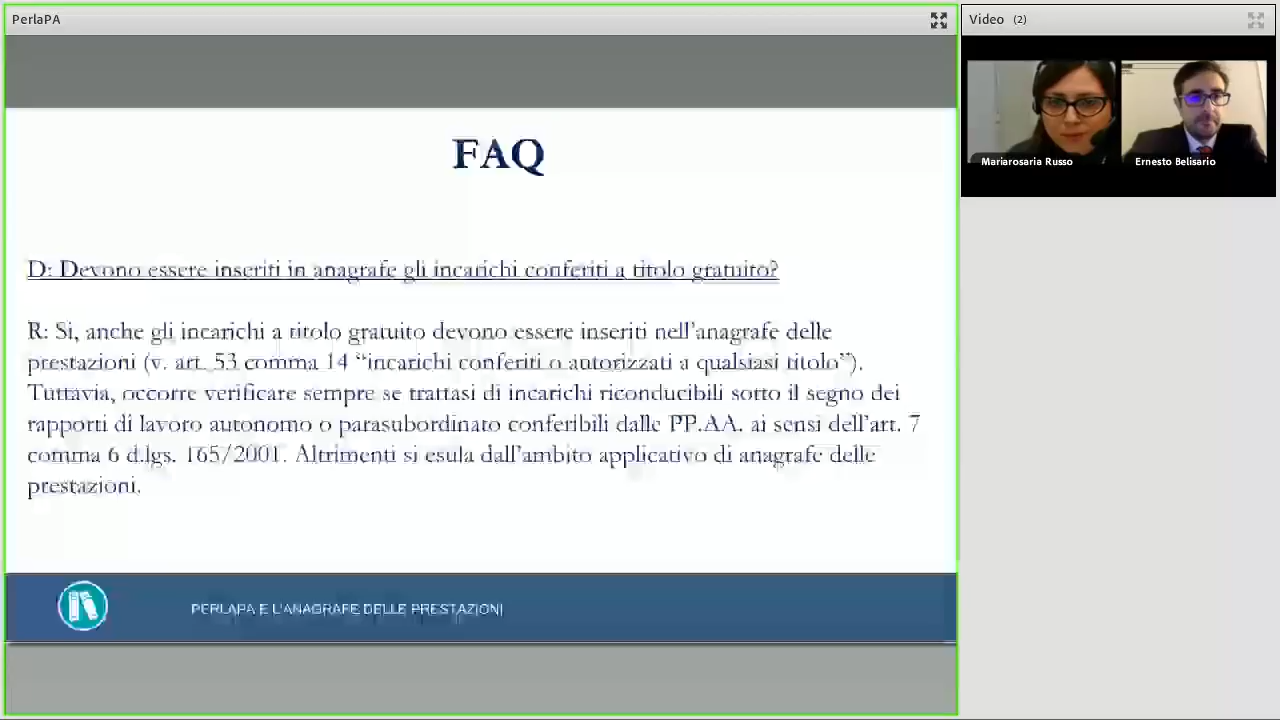 PerlaPA
Video (2)
Mariarosaria Russo
Ernesto Belisario
FAQ
D: Devono essere inseriti in anagrafe gli incarichi conferiti a titolo gratuito?
R: Si, anche gli incarichi a titolo gratuito devono essere inseriti nell'anagrafe delle
prestazioni (v. art. 53 comma 14 “incarichi conferiti o autorizzati a qualsiasi titolo”).
Tuttavia, occorre verificare sempre se trattasi di incarichi riconducibili sotto il segno dei
rapporti di lavoro autonomo o parasubordinato conferibili dalle PP.AA. ai sensi dell'art. 7
comma 6 d.lgs. 165/2001. Altrimenti si esula dall'ambito applicativo di anagrafe delle
prestazioni.
PERLAPA E L'ANAGRAFE DELLE PRESTAZIONI